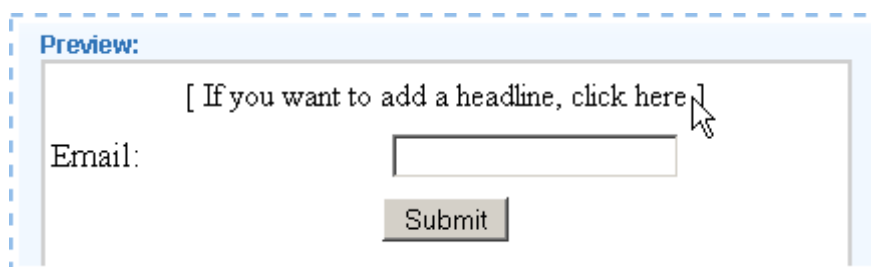 Preview:
[ If you want to add a headline, click here ]
Email:
Submit